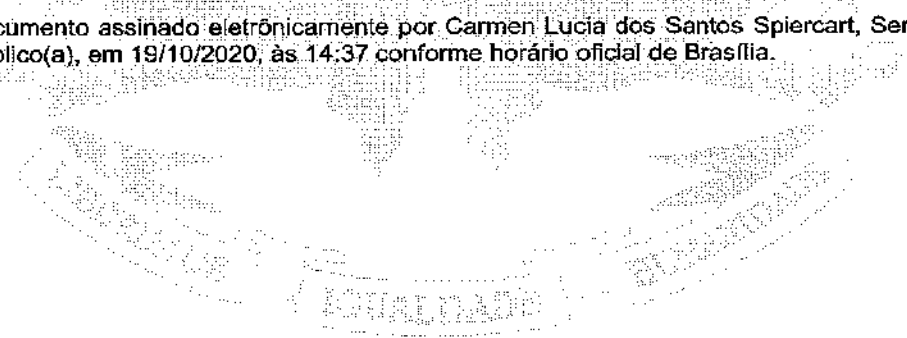 cumento assinado eletrônicamente por Carmen Lucia dos Santos Spiercart, Ser
blico(a), em 19/10/2020, às 14:37 conforme horário oficial de Brasília.
IGUALDADE